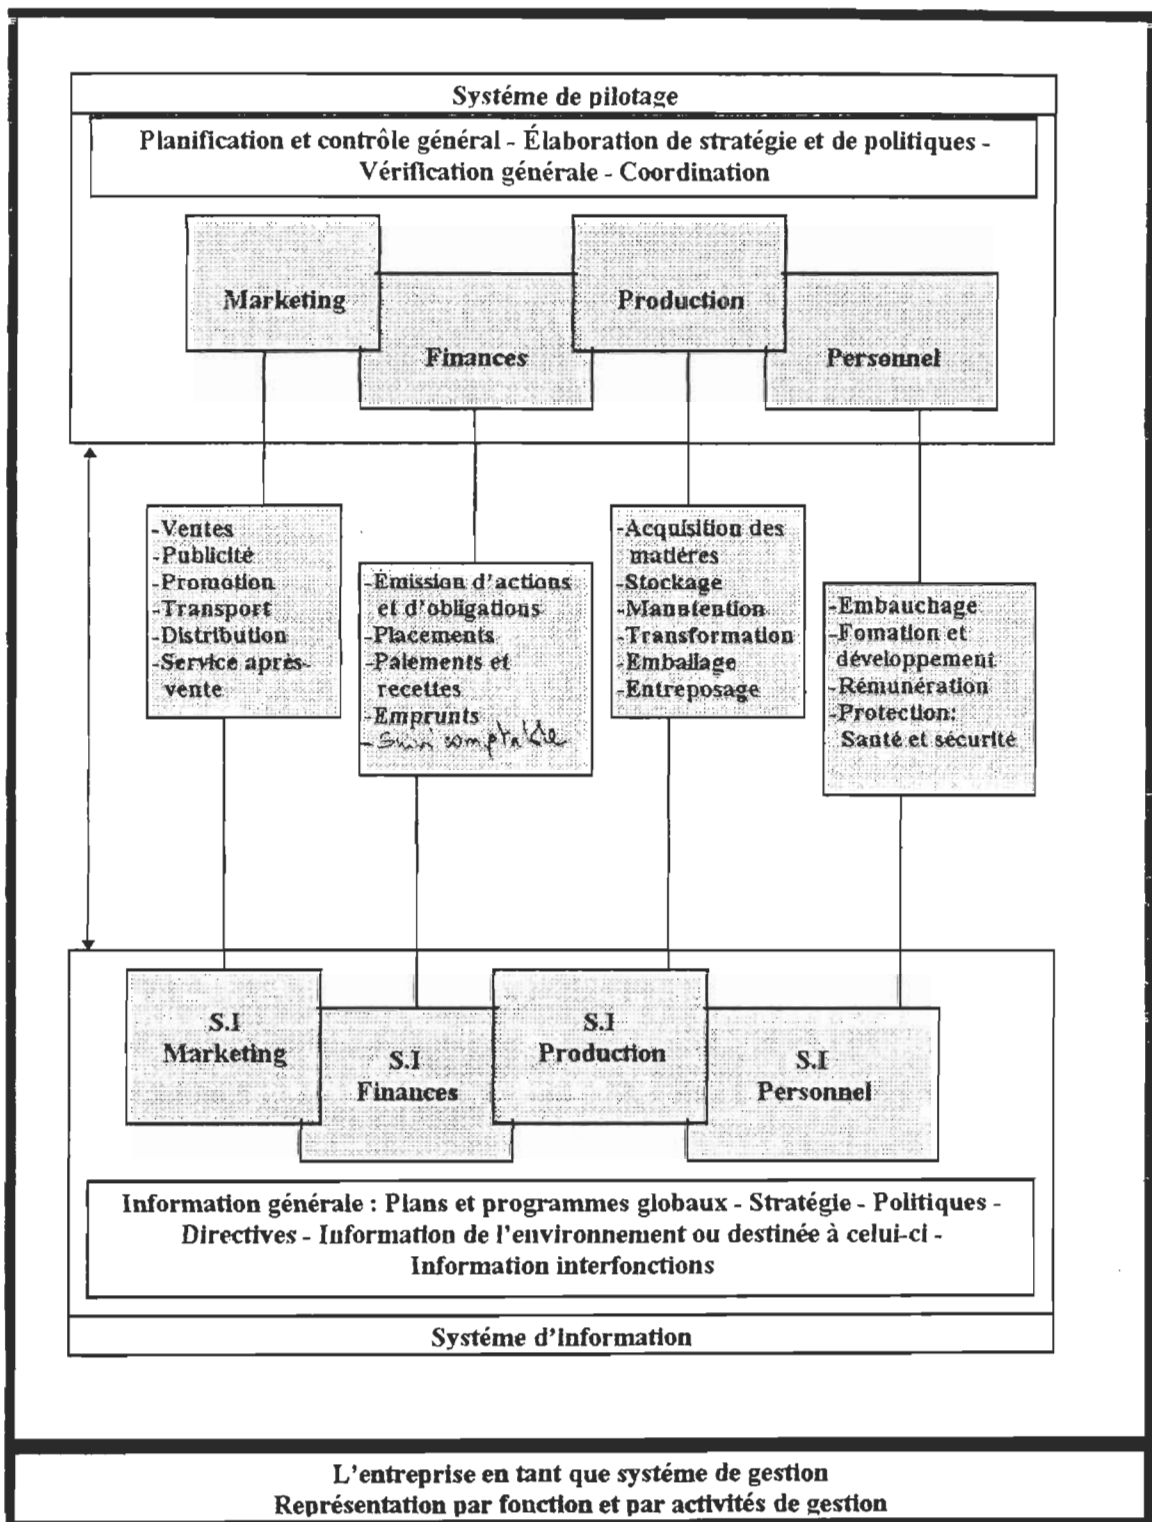 Systéme de pilotage
Planification et contrôle général - Élaboration de stratégie et de politiques -
Vérification générale - Coordination
Marketing
Finances
Production
Personnel
-Ventes
-Publicité
-Promotion
-Transport
-Distribution
-Service après-
vente
-Emission d'actions
et d'obligations
-Placements
-Paiements et
recettes
-Emprunts
- Suivi comptable
-Acquisition des
matières
-Stockage
-Manutention
-Transformation
-Emballage
-Entreposage
-Embauchage
-Fomation et
développement
-Rémunération
-Protection:
Santé et sécurité
S.I
Marketing
S.I
Finances
S.I
Production
S.I
Personnel
Information générale : Plans et programmes globaux - Stratégie - Politiques -
Directives - Information de l'environnement ou destinée à celui-ci -
Information interfonctions
Systéme d'information
L'entreprise en tant que systéme de gestion
Représentation par fonction et par activités de gestion